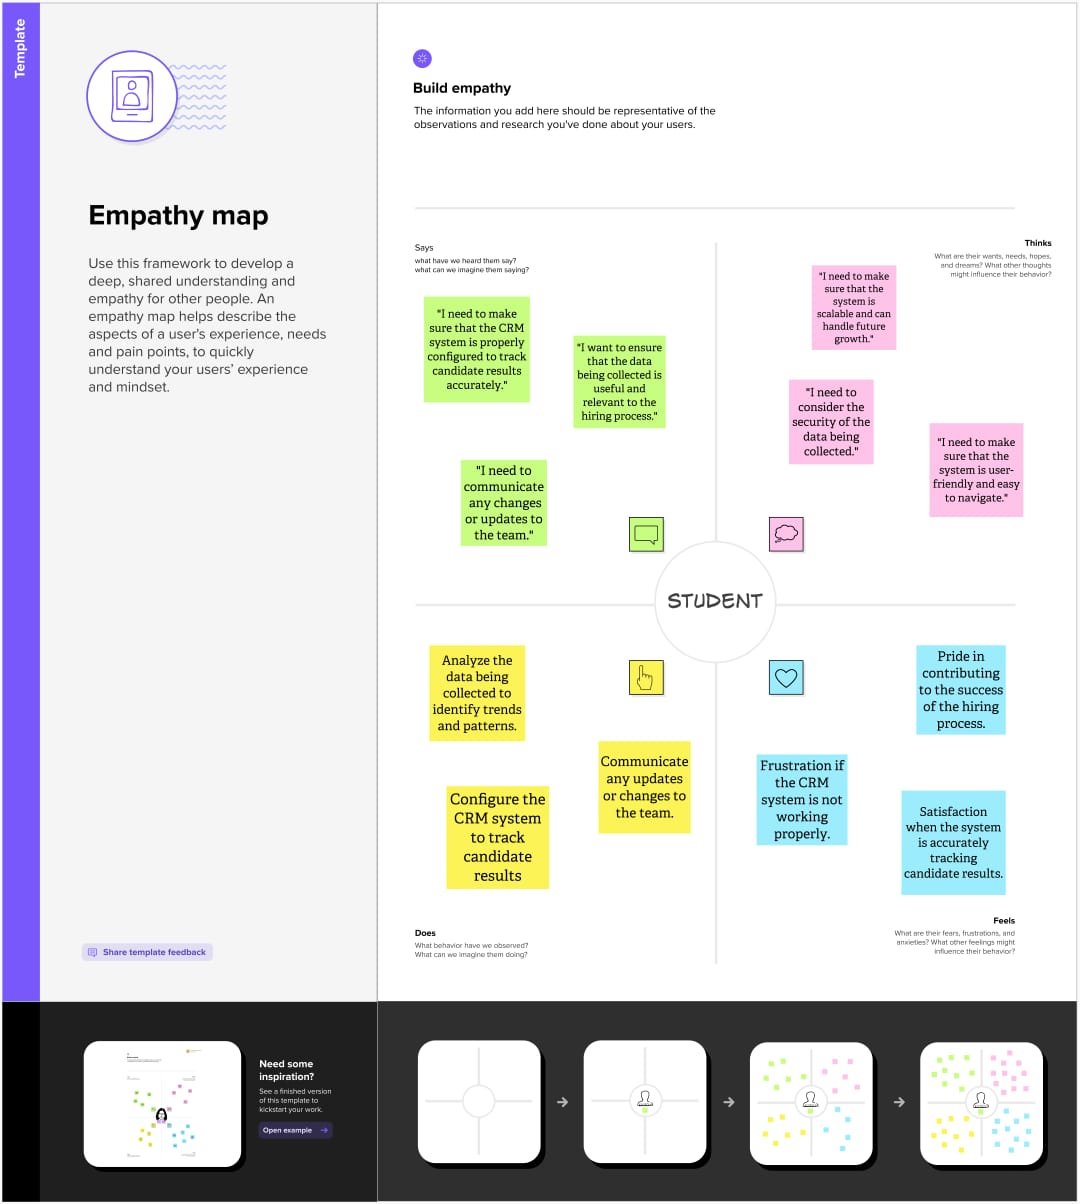 Template
Empathy map
Use this framework to develop a
deep, shared understanding and
empathy for other people. An
empathy map helps describe the
aspects of a user's experience, needs
and pain points, to quickly
understand your users' experience
and mindset.
Share template feedback
Build empathy
The information you add here should be representative of the
observations and research you've done about your users.
Says
what have we heard them say?
what can we imagine them saying?
"I need to make
sure that the CRM
system is properly
configured to track
candidate results
accurately."
"I want to ensure
that the data
being collected is
useful and
relevant to the
hiring process."
"I need to
communicate
any changes
or updates to
the team."
Thinks
What are their wants, needs, hopes,
and dreams? What other thoughts
might influence their behavior?
"I need to make
sure that the
system is
scalable and can
handle future
growth."
"I need to
consider the
security of the
data being
collected."
"I need to make
sure that the
system is user-
friendly and easy
to navigate."
STUDENT
Analyze the
data being
collected to
identify trends
and patterns.
Communicate
any updates
or changes to
the team.
Configure the
CRM system
to track
candidate
results
Does
What behavior have we observed?
What can we imagine them doing?
Pride in
contributing
to the success
of the hiring
process.
Frustration if
the CRM
system is not
working
properly.
Satisfaction
when the system
is accurately
tracking
candidate results.
Feels
What are their fears, frustrations, and
anxieties? What other feelings might
influence their behavior?
Need some
inspiration?
See a finished version
of this template to
kickstart your work.
Open example